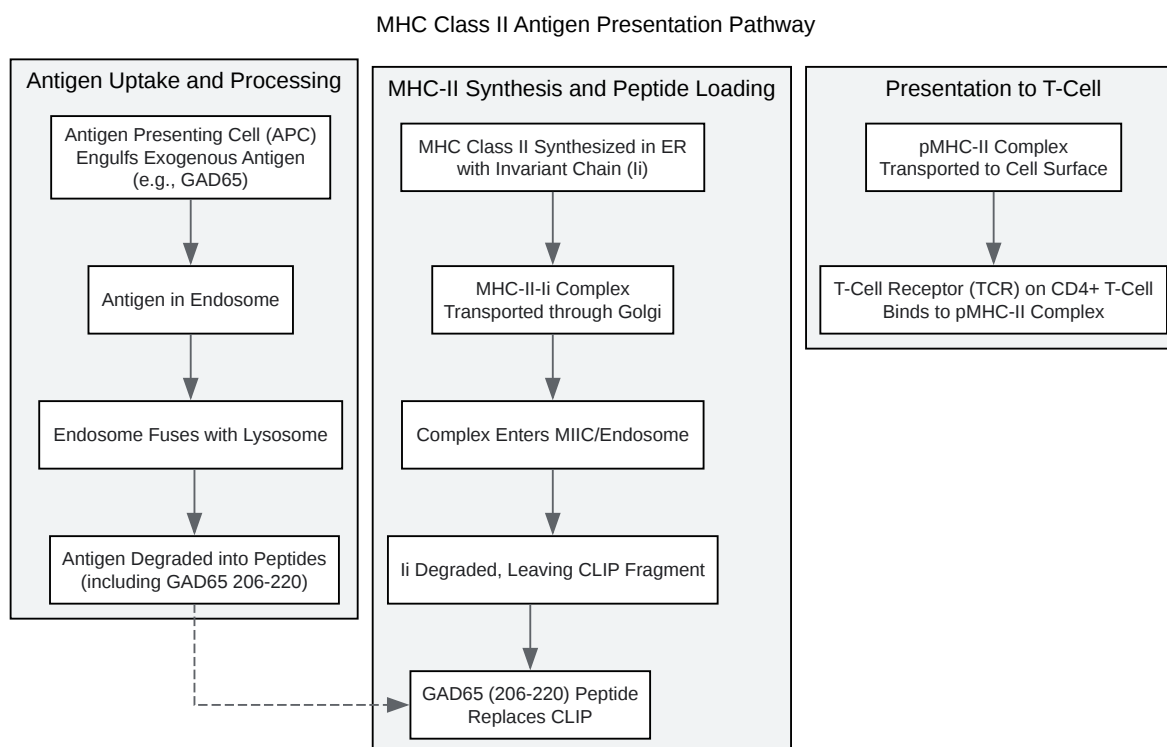 MHC Class II Antigen Presentation Pathway
Antigen Uptake and Processing
Antigen Presenting Cell (APC)
Engulfs Exogenous Antigen
(e.g., GAD65)
Antigen in Endosome
Endosome Fuses with Lysosome
Antigen Degraded into Peptides
(including GAD65 206-220)
MHC-II Synthesis and Peptide Loading
MHC Class II Synthesized in ER
with Invariant Chain (Ii)
MHC-II-Ii Complex
Transported through Golgi
Complex Enters MIIC/Endosome
Ii Degraded, Leaving CLIP Fragment
GAD65 (206-220) Peptide
Replaces CLIP
Presentation to T-Cell
pMHC-II Complex
Transported to Cell Surface
T-Cell Receptor (TCR) on CD4+ T-Cell
Binds to pMHC-II Complex